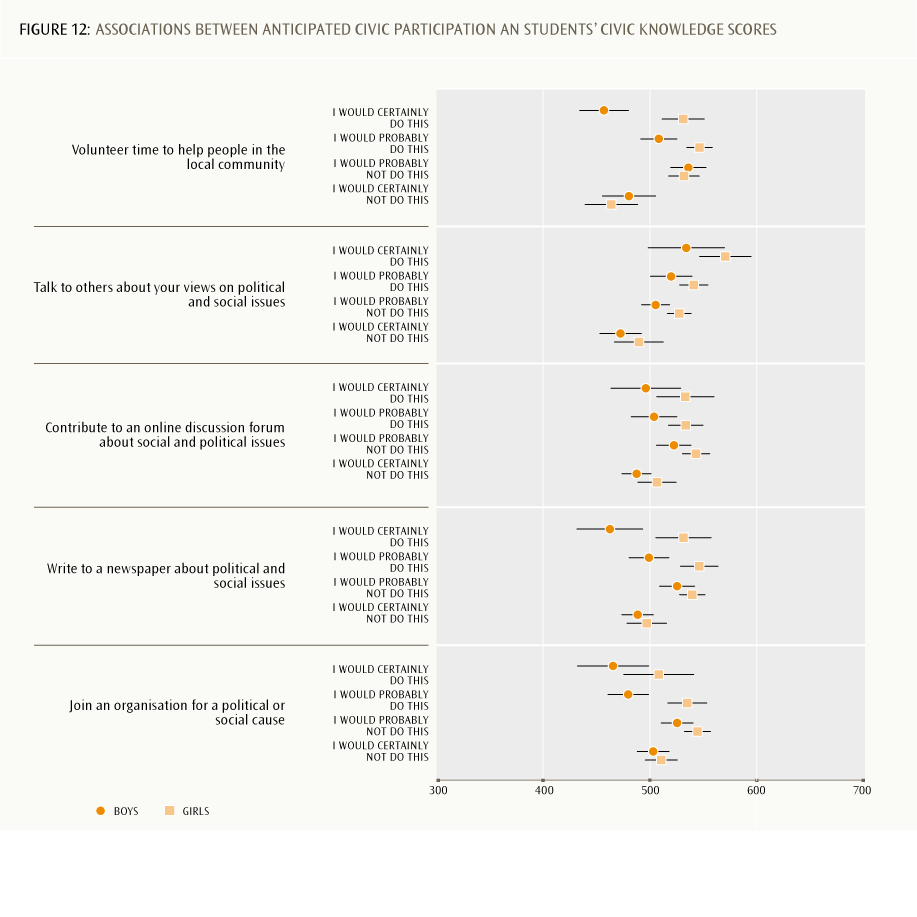 FIGURE 12: ASSOCIATIONS BETWEEN ANTICIPATED CIVIC PARTICIPATION AN STUDENTS' CIVIC KNOWLEDGE SCORES
Volunteer time to help people in the
local community
I WOULD CERTAINLY
DO THIS
I WOULD PROBABLY
DO THIS
I WOULD PROBABLY
NOT DO THIS
I WOULD CERTAINLY
NOT DO THIS
Talk to others about your views on political
and social issues
I WOULD CERTAINLY
DO THIS
I WOULD PROBABLY
DO THIS
I WOULD PROBABLY
NOT DO THIS
I WOULD CERTAINLY
NOT DO THIS
Contribute to an online discussion forum
about social and political issues
I WOULD CERTAINLY
DO THIS
I WOULD PROBABLY
DO THIS
I WOULD PROBABLY
NOT DO THIS
I WOULD CERTAINLY
NOT DO THIS
Write to a newspaper about political and
social issues
I WOULD CERTAINLY
DO THIS
I WOULD PROBABLY
DO THIS
I WOULD PROBABLY
NOT DO THIS
I WOULD CERTAINLY
NOT DO THIS
Join an organisation for a political or
social cause
I WOULD CERTAINLY
DO THIS
I WOULD PROBABLY
DO THIS
I WOULD PROBABLY
NOT DO THIS
I WOULD CERTAINLY
NOT DO THIS
300 400 500 600 700
BOYS GIRLS